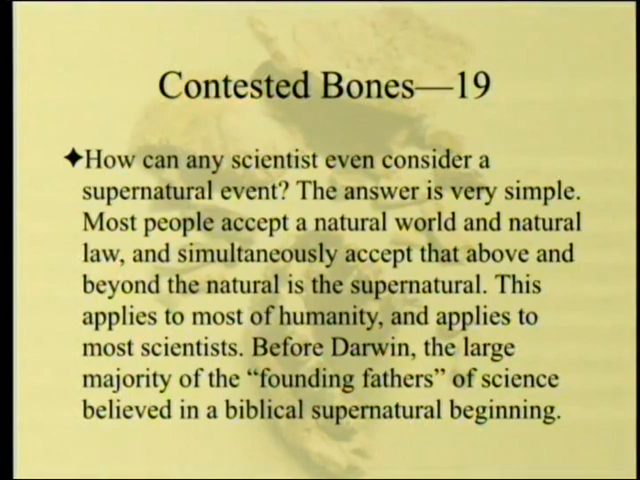 Contested Bones—19
✦How can any scientist even consider a
supernatural event? The answer is very simple.
Most people accept a natural world and natural
law, and simultaneously accept that above and
beyond the natural is the supernatural. This
applies to most of humanity, and applies to
most scientists. Before Darwin, the large
majority of the “founding fathers” of science
believed in a biblical supernatural beginning.